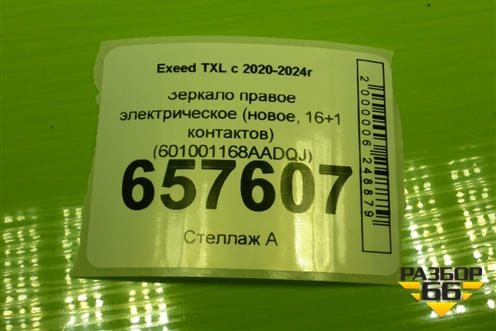 Exeed TXL с 2020-2024г
Зеркало правое
электрическое (новое, 16+1
контактов)
(601001168AADQJ)
657607
Стеллаж А
2000006248879
РАЗБОР
66